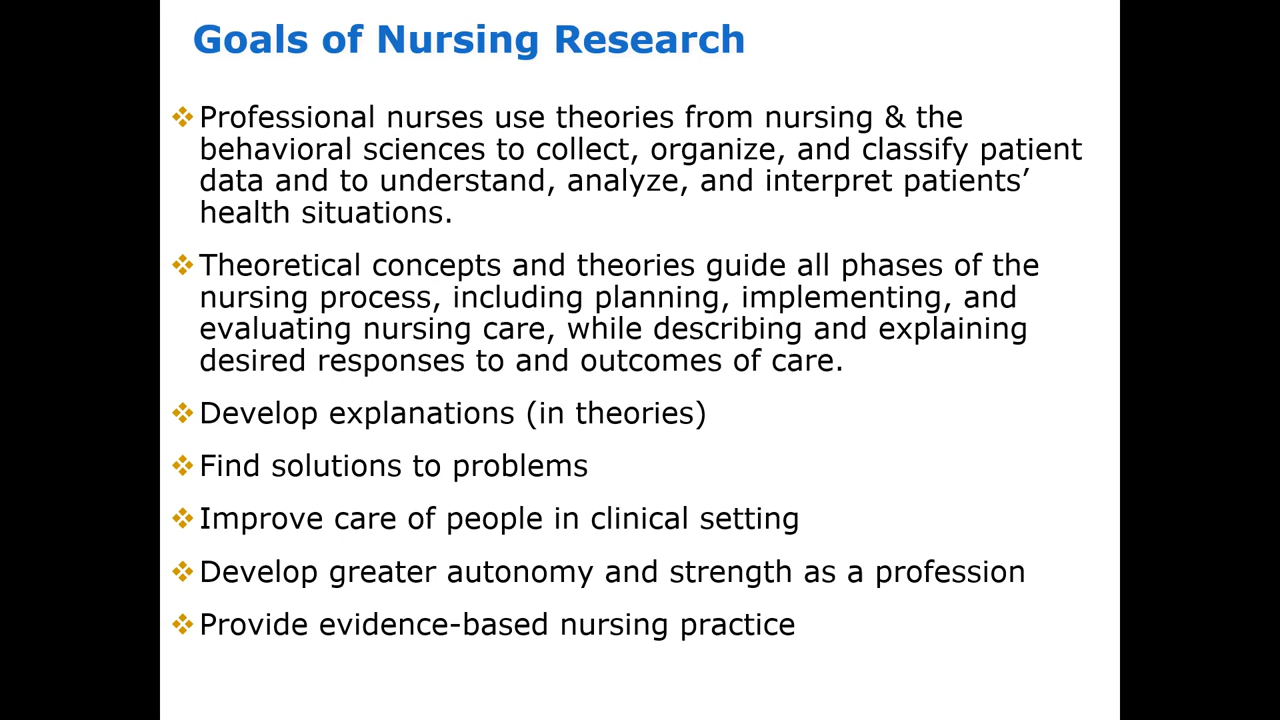 Goals of Nursing Research
❖Professional nurses use theories from nursing & the
behavioral sciences to collect, organize, and classify patient
data and to understand, analyze, and interpret patients’
health situations.
❖Theoretical concepts and theories guide all phases of the
nursing process, including planning, implementing, and
evaluating nursing care, while describing and explaining
desired responses to and outcomes of care.
❖Develop explanations (in theories)
❖Find solutions to problems
❖Improve care of people in clinical setting
❖Develop greater autonomy and strength as a profession
❖Provide evidence-based nursing practice